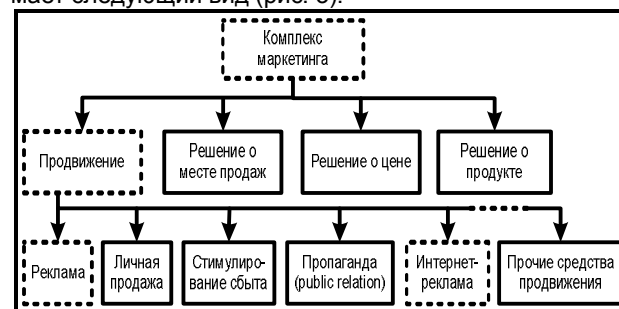 мает следующий вид (рис. 3).
Комплекс
маркетинга
Продвижение
Решение о
месте продаж
Решение о цене
Решение о
продукте
Реклама
Личная
продажа
Стимулиро-
вание сбыта
Пропаганда
(public relation)
Интернет-
реклама
Прочие средства
продвижения